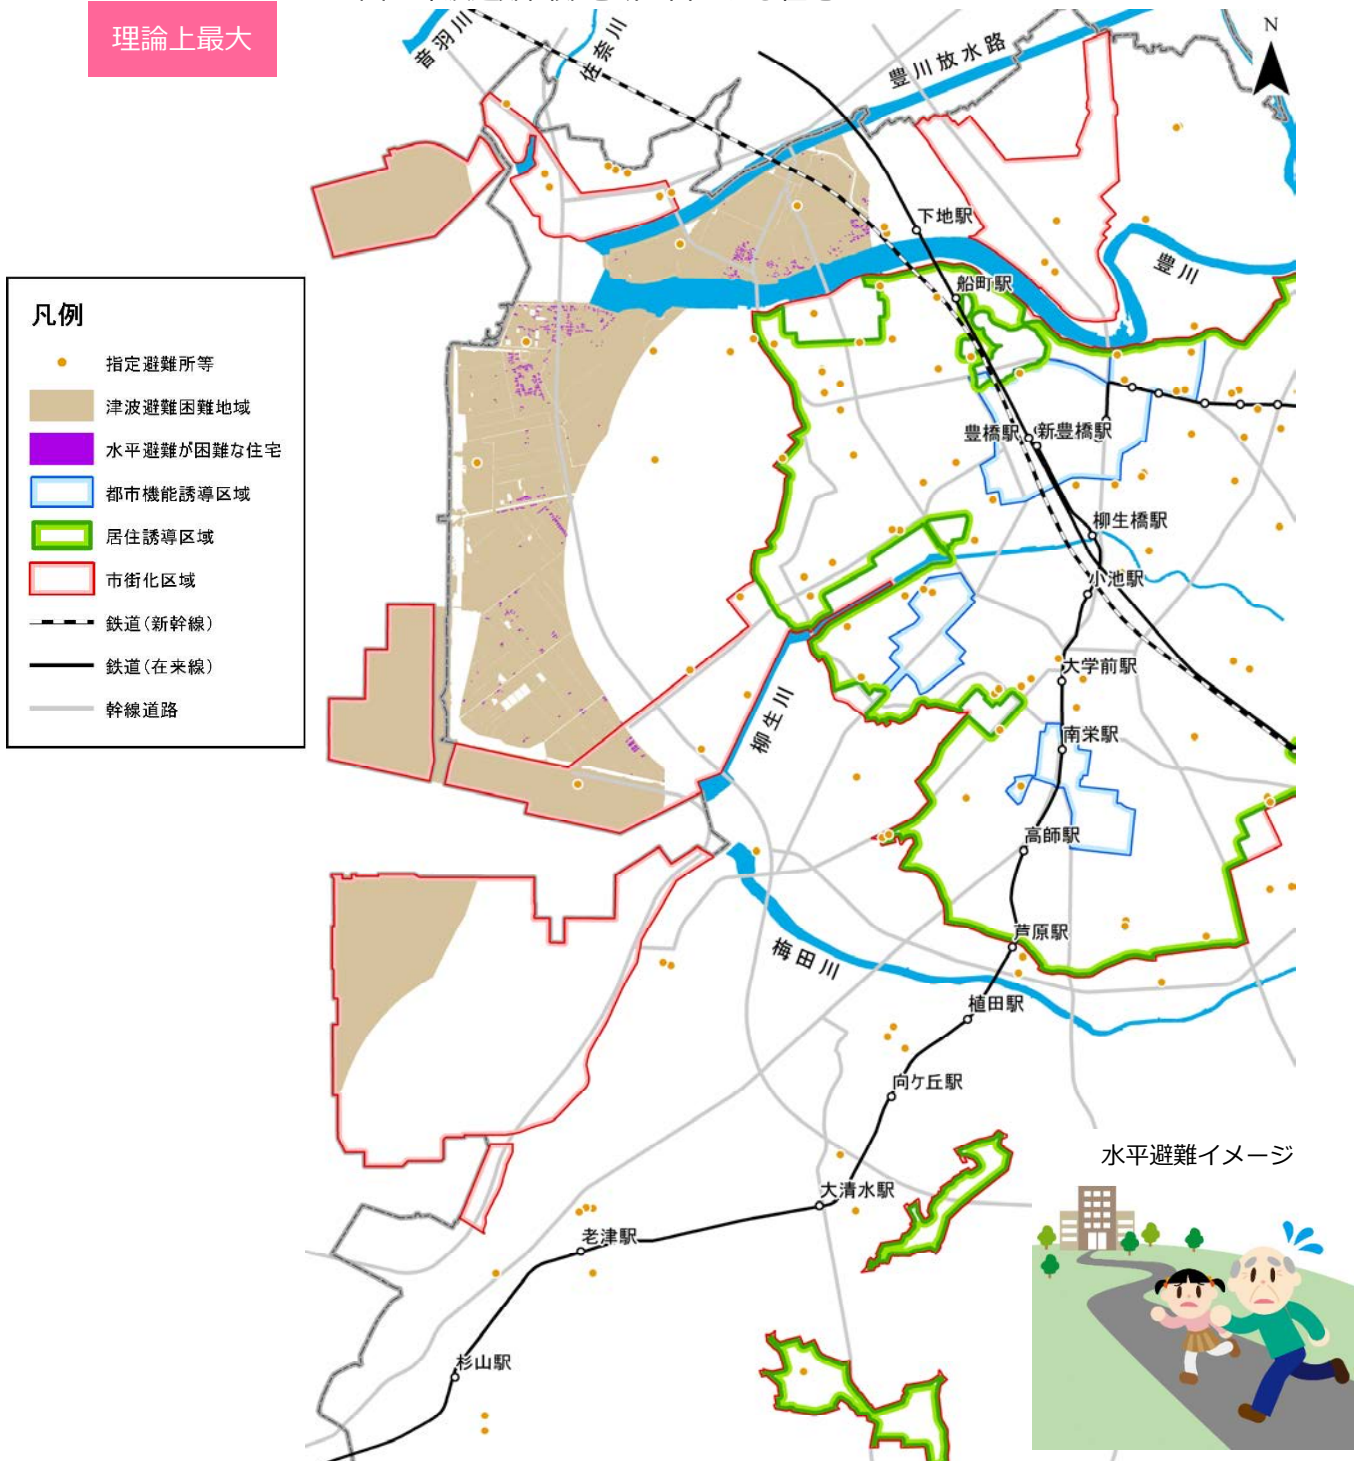 理論上最大
音羽川
佐奈川
豊川放水路
N
下地駅
豊川
船町駅
凡例
指定避難所等
津波避難困難地域
水平避難が困難な住宅
都市機能誘導区域
居住誘導区域
市街化区域
鉄道(新幹線)
鉄道(在来線)
幹線道路
豊橋駅
新豊橋駅
柳生橋駅
小池駅
大学前駅
柳生川
南栄駅
高師駅
芦原駅
梅田川
植田駅
向ケ丘駅
水平避難イメージ
大清水駅
老津駅
杉山駅